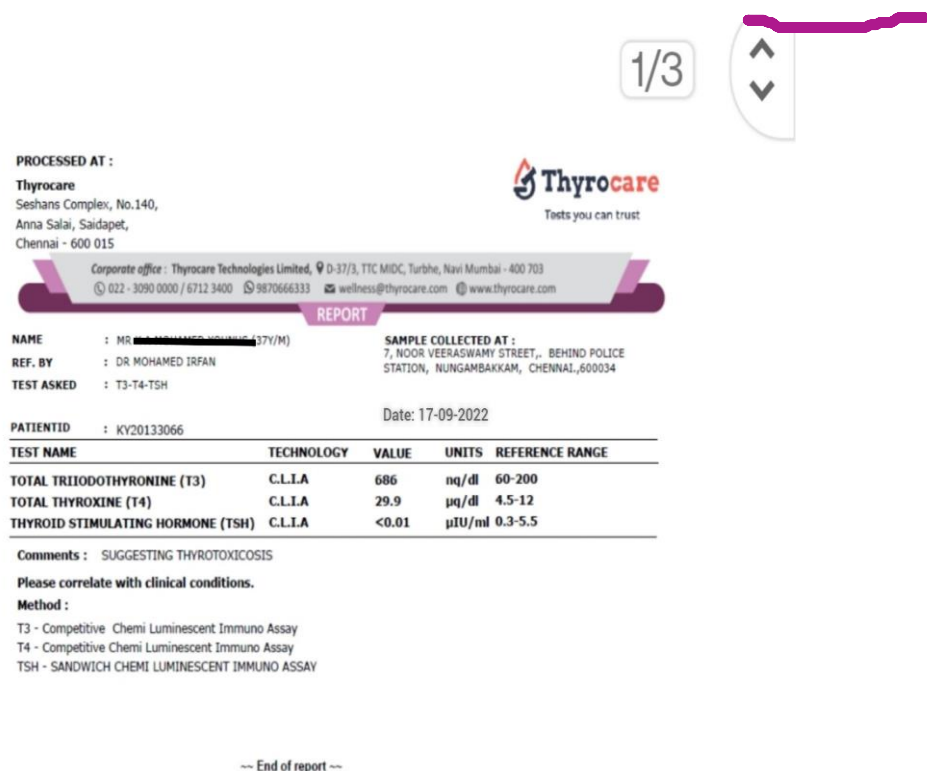 1/3
PROCESSED AT :
Thyrocare
Seshans Complex, No.140,
Anna Salai, Saidapet,
Chennai - 600 015
Thyrocare
Tests you can trust
Corporate office : Thyrocare Technologies Limited, D-37/3, TTC MIDC, Turbhe, Navi Mumbai - 400 703
022 - 3090 0000 / 6712 3400 9870666333 wellness@thyrocare.com www.thyrocare.com
REPORT
NAME : MR (37Y/M)
REF. BY : DR MOHAMED IRFAN
TEST ASKED : T3-T4-TSH
SAMPLE COLLECTED AT :
7, NOOR VEERASWAMY STREET,. BEHIND POLICE
STATION, NUNGAMBAKKAM, CHENNAI.,600034
Date: 17-09-2022
PATIENTID : KY20133066
TEST NAME TECHNOLOGY VALUE UNITS REFERENCE RANGE
TOTAL TRIIODOTHYRONINE (T3) C.L.I.A 686 ng/dl 60-200
TOTAL THYROXINE (T4) C.L.I.A 29.9 µg/dl 4.5-12
THYROID STIMULATING HORMONE (TSH) C.L.I.A <0.01 µIU/ml 0.3-5.5
Comments : SUGGESTING THYROTOXICOSIS
Please correlate with clinical conditions.
Method :
T3 - Competitive Chemi Luminescent Immuno Assay
T4 - Competitive Chemi Luminescent Immuno Assay
TSH - SANDWICH CHEMI LUMINESCENT IMMUNO ASSAY
~~ End of report ~~